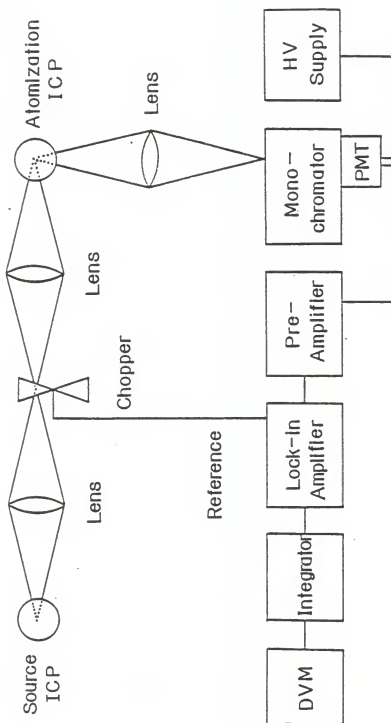 Source
ICP
Lens
Chopper
Lens
Atomization
ICP
Lens
Reference
DVM
Integrator
Lock-In
Amplifier
Pre-
Amplifier
Mono-
chromator
PMT
HV
Supply